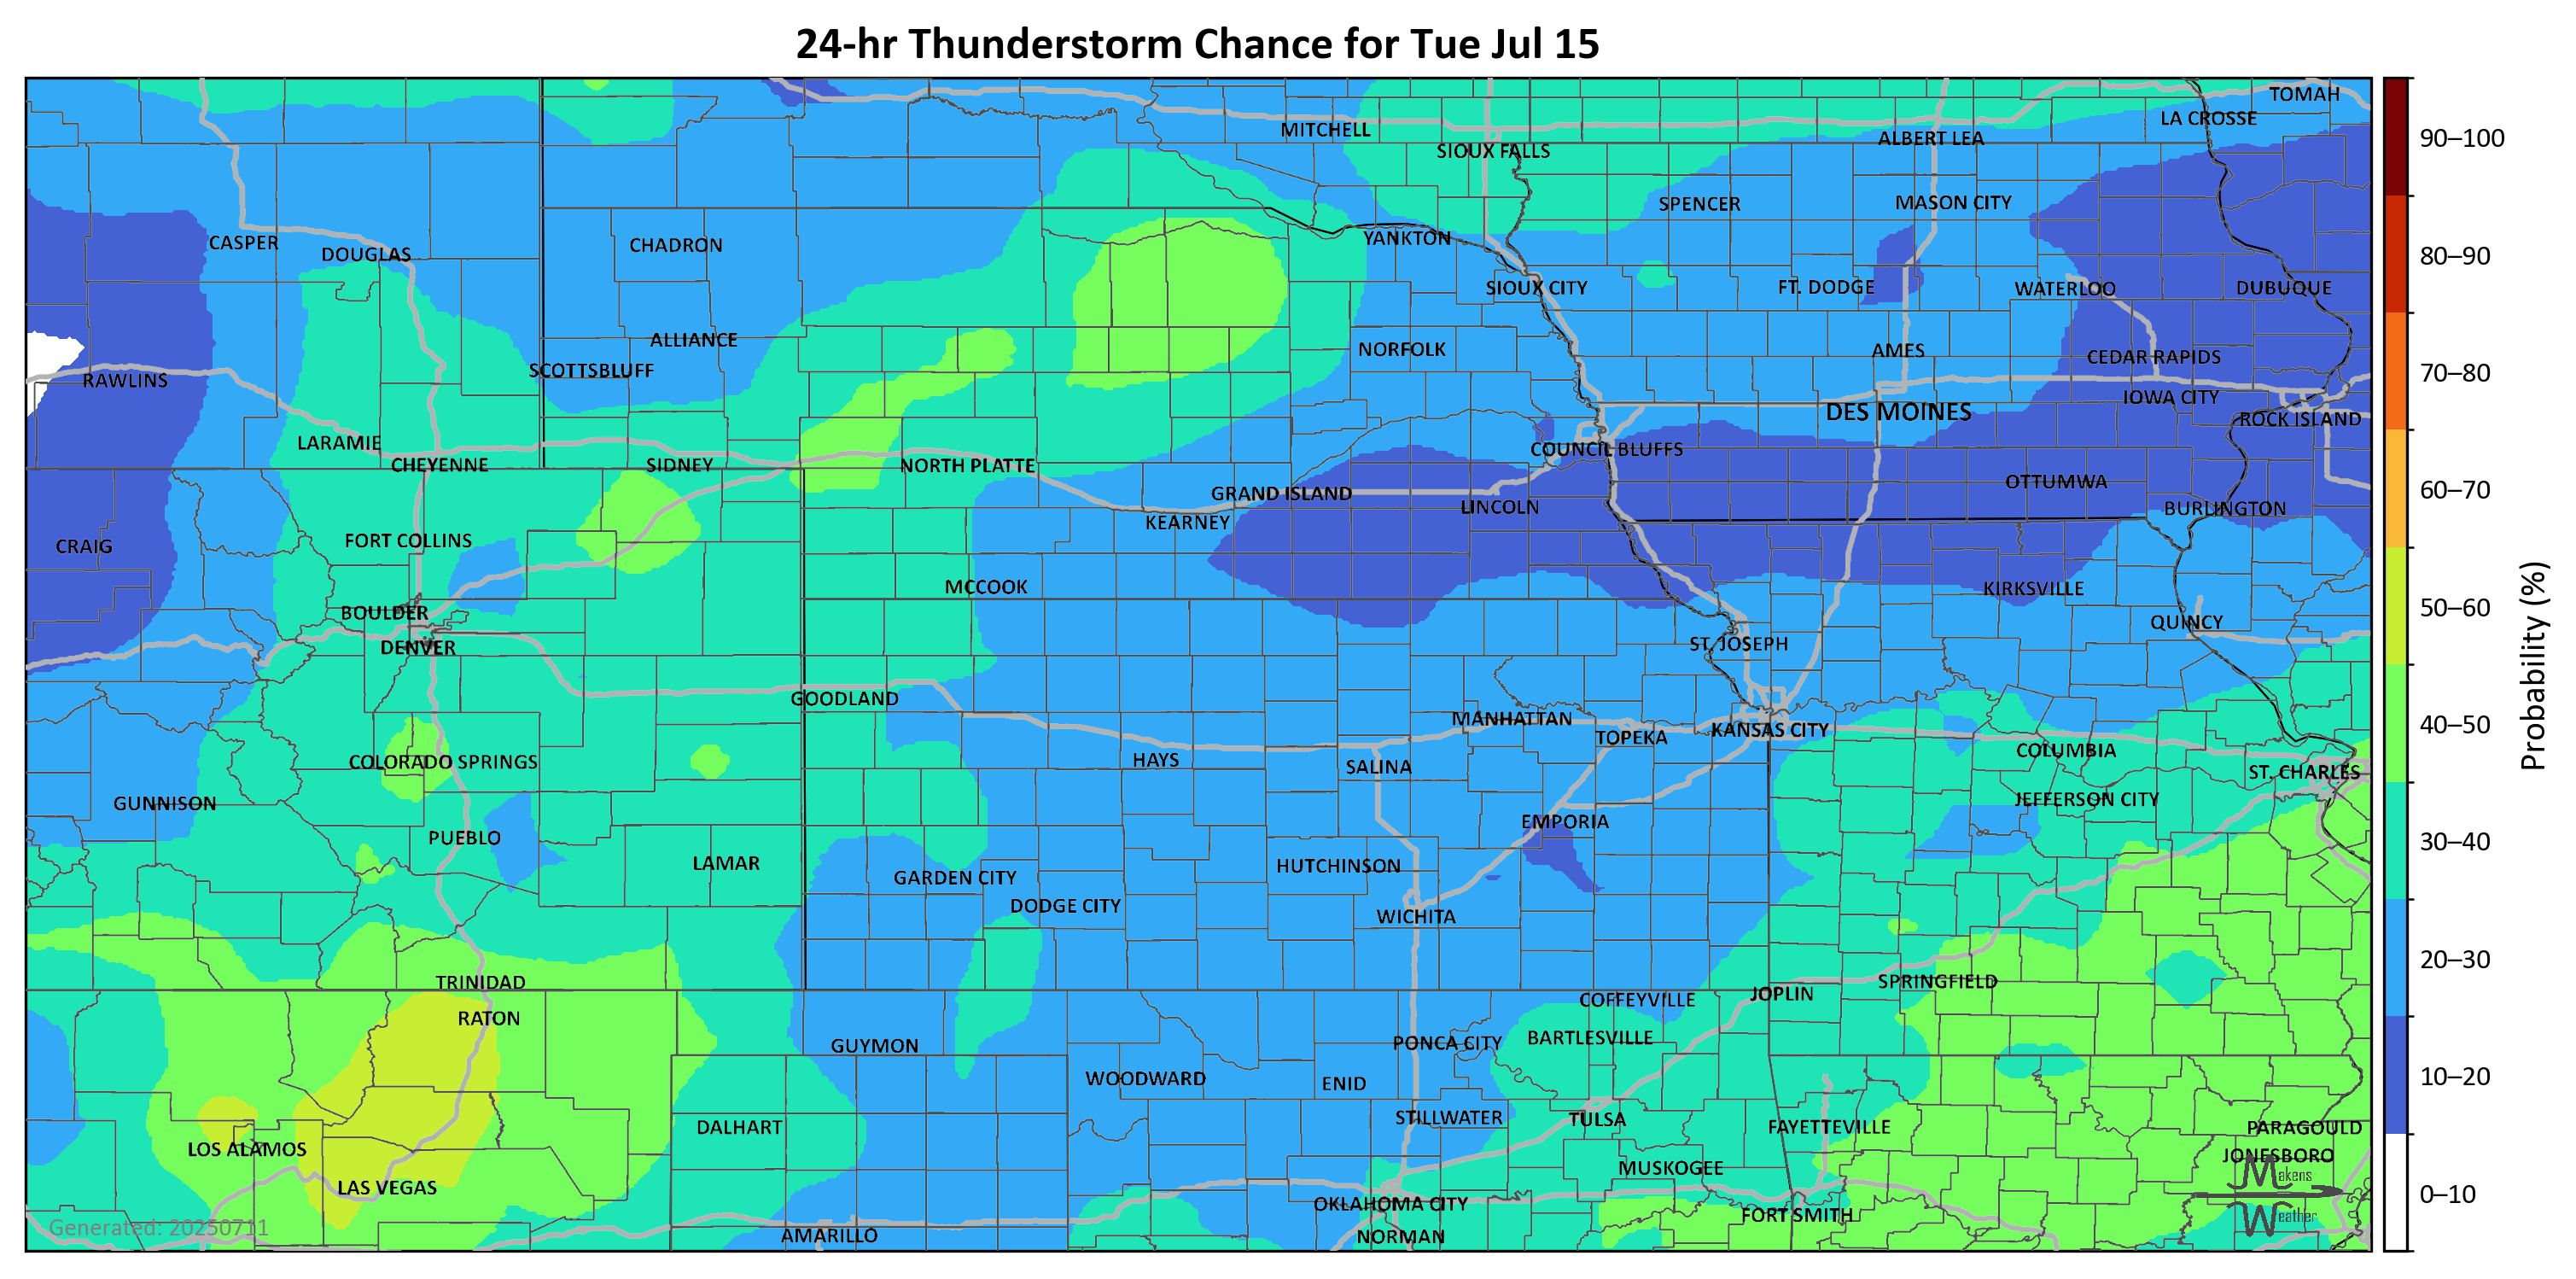 24-hr Thunderstorm Chance for Tue Jul 15
TOMAH
LA CROSSE
MITCHELL
ALBERT LEA
SIOUX FALLS
SPENCER
MASON CITY
CASPER
DOUGLAS
CHADRON
YANKTON
SIOUX CITY
FT. DODGE
WATERLOO
DUBUQUE
ALLIANCE
NORFOLK
AMES
CEDAR RAPIDS
RAWLINS
SCOTTSBLUFF
IOWA CITY
DES MOINES
ROCK ISLAND
LARAMIE
COUNCIL BLUFFS
CHEYENNE
SIDNEY
NORTH PLATTE
GRAND ISLAND
OTTUMWA
LINCOLN
BURLINGTON
KEARNEY
CRAIG
FORT COLLINS
MCCOOK
KIRKSVILLE
BOULDER
QUINCY
DENVER
ST. JOSEPH
GOODLAND
MANHATTAN
KANSAS CITY
TOPEKA
COLUMBIA
COLORADO SPRINGS
HAYS
SALINA
ST. CHARLES
GUNNISON
JEFFERSON CITY
EMPORIA
PUEBLO
LAMAR
HUTCHINSON
GARDEN CITY
DODGE CITY
WICHITA
TRINIDAD
SPRINGFIELD
JOPLIN
COFFEYVILLE
RATON
BARTLESVILLE
GUYMON
PONCA CITY
WOODWARD
ENID
STILLWATER
TULSA
DALHART
FAYETTEVILLE
PARAGOULD
LOS ALAMOS
JONESBORO
MUSKOGEE
LAS VEGAS
OKLAHOMA CITY
FORT SMITH
AMARILLO
NORMAN
Generated: 20250711
Mekens
Weather
90–100
80–90
70–80
60–70
50–60
40–50
30–40
20–30
10–20
0–10
Probability (%)